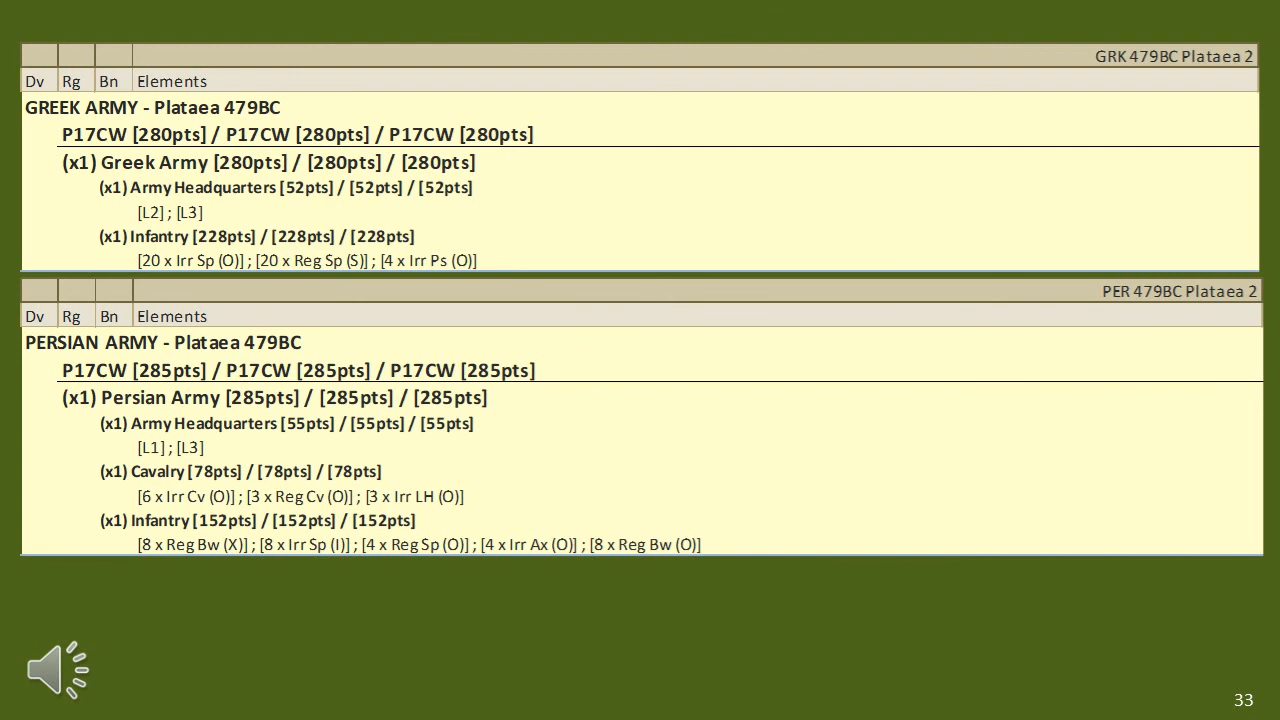 GRK 479BC Plataea 2
Dv Rg Bn Elements
GREEK ARMY - Plataea 479BC
P17CW [280pts] / P17CW [280pts] / P17CW [280pts]
(x1) Greek Army [280pts] / [280pts] / [280pts]
(x1) Army Headquarters [52pts] / [52pts] / [52pts]
[L2] ; [L3]
(x1) Infantry [228pts] / [228pts] / [228pts]
[20 x Irr Sp (O)] ; [20 x Reg Sp (S)] ; [4 x Irr Ps (O)]
PER 479BC Plataea 2
Dv Rg Bn Elements
PERSIAN ARMY - Plataea 479BC
P17CW [285pts] / P17CW [285pts] / P17CW [285pts]
(x1) Persian Army [285pts] / [285pts] / [285pts]
(x1) Army Headquarters [55pts] / [55pts] / [55pts]
[L1] ; [L3]
(x1) Cavalry [78pts] / [78pts] / [78pts]
[6 x Irr Cv (O)] ; [3 x Reg Cv (O)] ; [3 x Irr LH (O)]
(x1) Infantry [152pts] / [152pts] / [152pts]
[8 x Reg Bw (X)] ; [8 x Irr Sp (I)] ; [4 x Reg Sp (O)] ; [4 x Irr Ax (O)] ; [8 x Reg Bw (O)]
33